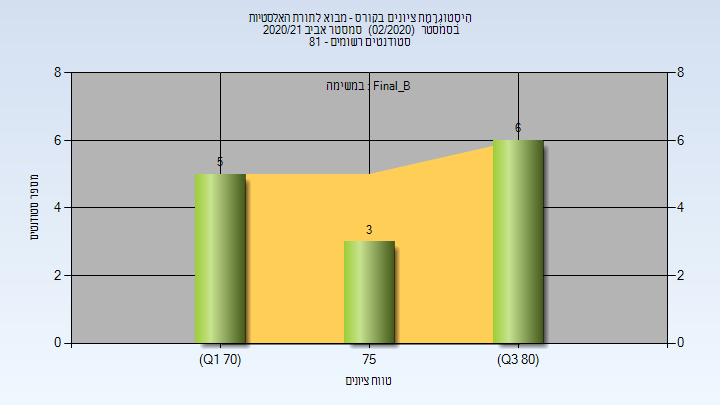 היסטוגרמת ציונים בקורס - מבוא לתורת האלסטיות
בסמסטר (02/2020) סמסטר אביב 2020/21
סטודנטים רשומים - 81
במשימה : Final_B
8 8
6 6
4 4
2 2
0 0
5
3
6
מספר סטודנטים
(Q1 70) 75 (Q3 80)
טווח ציונים